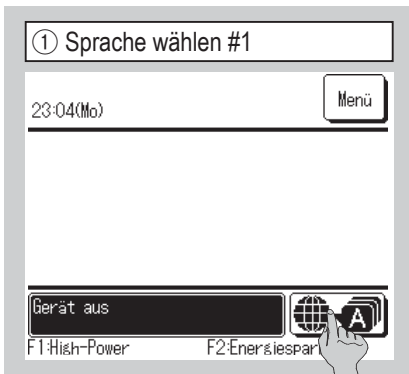 ① Sprache wählen #1
Menü
23:04(Mo)
Gerät aus
A
F1:High-Power F2:Energiespar